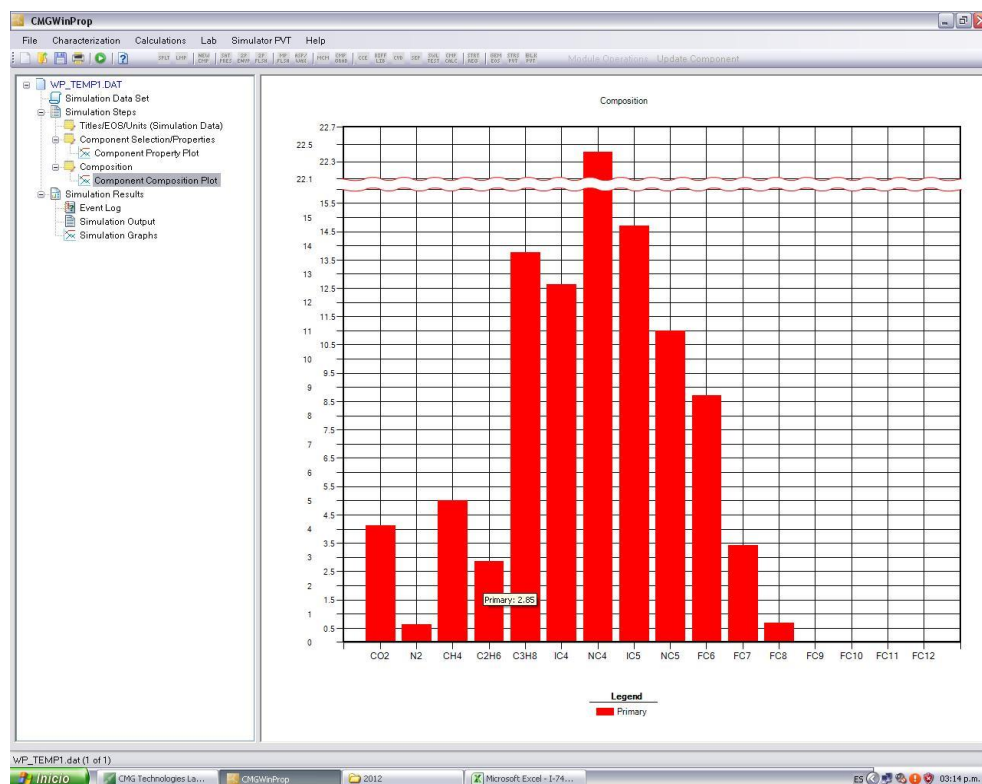 CMGWinProp
File Characterization Calculations Lab Simulator PVT Help
Module Operations Update Component
WP_TEMP1.DAT
Simulation Data Set
Simulation Steps
Titles/EOS/Units (Simulation Data)
Component Selection/Properties
Component Property Plot
Composition
Component Composition Plot
Simulation Results
Event Log
Simulation Output
Simulation Graphs
Composition
22.7
22.5
22.3
22.1
15.5
15
14.5
14
13.5
13
12.5
12
11.5
11
10.5
10
9.5
9
8.5
8
7.5
7
6.5
6
5.5
5
4.5
4
3.5
3
2.5
2
1.5
1
0.5
0
Primary: 2.85
CO2 N2 CH4 C2H6 C3H8 IC4 NC4 IC5 NC5 FC6 FC7 FC8 FC9 FC10 FC11 FC12
Legend
Primary
WP_TEMP1.dat (1 of 1)
Inicio CMG Technologies La... CMGWinProp 2012 Microsoft Excel - I-74... ES 03:14 p.m.